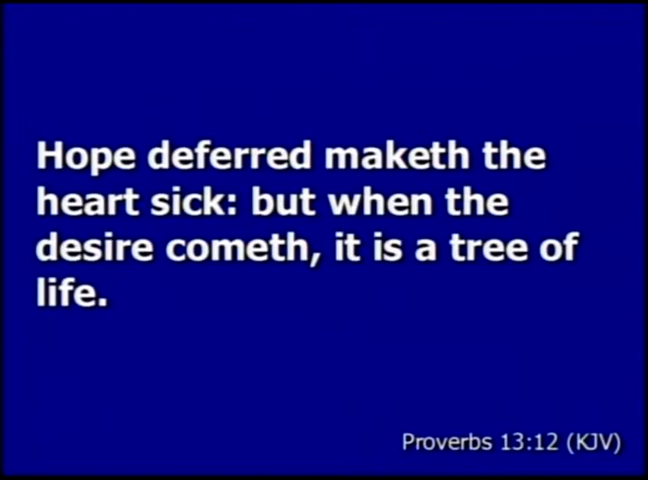 Hope deferred maketh the
heart sick: but when the
desire cometh, it is a tree of
life.
Proverbs 13:12 (KJV)